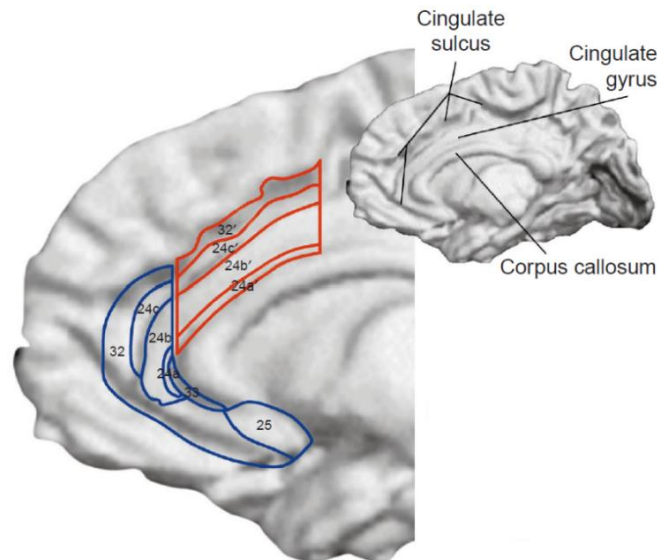 Cingulate
sulcus
Cingulate
gyrus
Corpus callosum
32′
24c′
24b′
24a′
24c
24b
32
24a
33
25